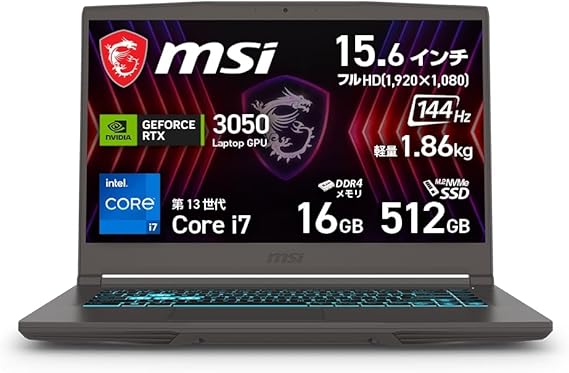 msi
15.6 インチ
フルHD(1,920×1,080)
144Hz
軽量 1.86kg
NVIDIA
GEFORCE RTX
3050
Laptop GPU
intel.
CORE
i7
第 13 世代
Core i7
DDR4
メモリ
16GB
M.2 NVMe
SSD
512GB
msi